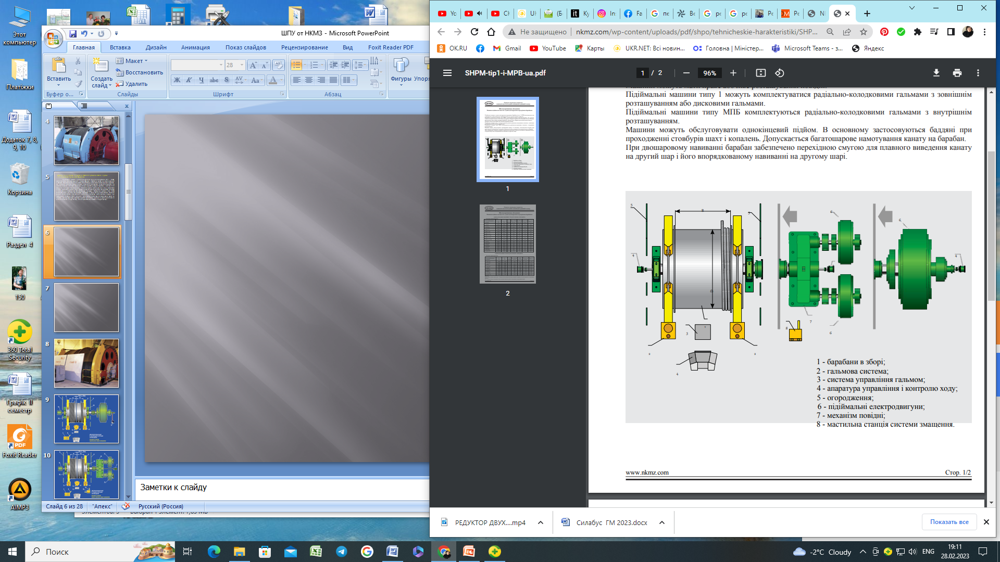 Этот компьютер
Платіжки
Додаток 7, 8, 9, 10
Корзина
Раздел 4
150
360 Total Security
Графік ІІ семестр
Foxit Reader
AIMP3
ШПУ от НКМЗ - Microsoft PowerPoint
Главная
Вставка
Дизайн
Анимация
Показ слайдов
Рецензирование
Вид
Foxit Reader PDF
Вставить
Буфер о...
Создать слайд
Макет
Восстановить
Удалить
Слайды
28
Ж К Ч abc S AV Aa A
Шрифт
Абзац
Фигуры
Упоря
4
5
6
7
8
9
10
Заметки к слайду
Слайд 6 из 28
"Апекс"
Русский (Россия)
Не защищено
nkmz.com/wp-content/uploads/pdf/shpo/tehnicheskie-harakteristiki/SHP...
OK.RU
Gmail
YouTube
Карты
UKR.NET: Всі новин...
Головна | Міністер...
Microsoft Teams - з...
Яндекс
SHPM-tip1-i-MPB-ua.pdf
1 / 2
96%
1
2
Підіймальні машини типу 1 можуть комплектуватися радіально-колодковими гальмами з зовнішнім
розташуванням або дисковими гальмами.
Підіймальні машини типу МПБ комплектуються радіально-колодковими гальмами з внутрішнім
розташуванням.
Машини можуть обслуговувати однокінцевий підйом. В основному застосовуються баддяні при
проходженні стовбурів шахт і копалень. Допускається багатошарове намотування канату на барабан.
При двошаровому навиванні барабан забезпечено перехідною смугою для плавного виведення канату
на другий шар і його впорядкованому навиванні на другому шарі.
1 - барабани в зборі;
2 - гальмова система;
3 - система управління гальмом;
4 - апаратура управління і контролю ходу;
5 - огородження;
6 - підіймальні електродвигуни;
7 - механізм повідні;
8 - мастильна станція системи змащення.
www.nkmz.com
Стор. 1/2
РЕДУКТОР ДВУХ....mp4
Силабус ГМ 2023.docx
Показать все
Поиск
-2°C Cloudy
ENG
19:11
28.02.2023